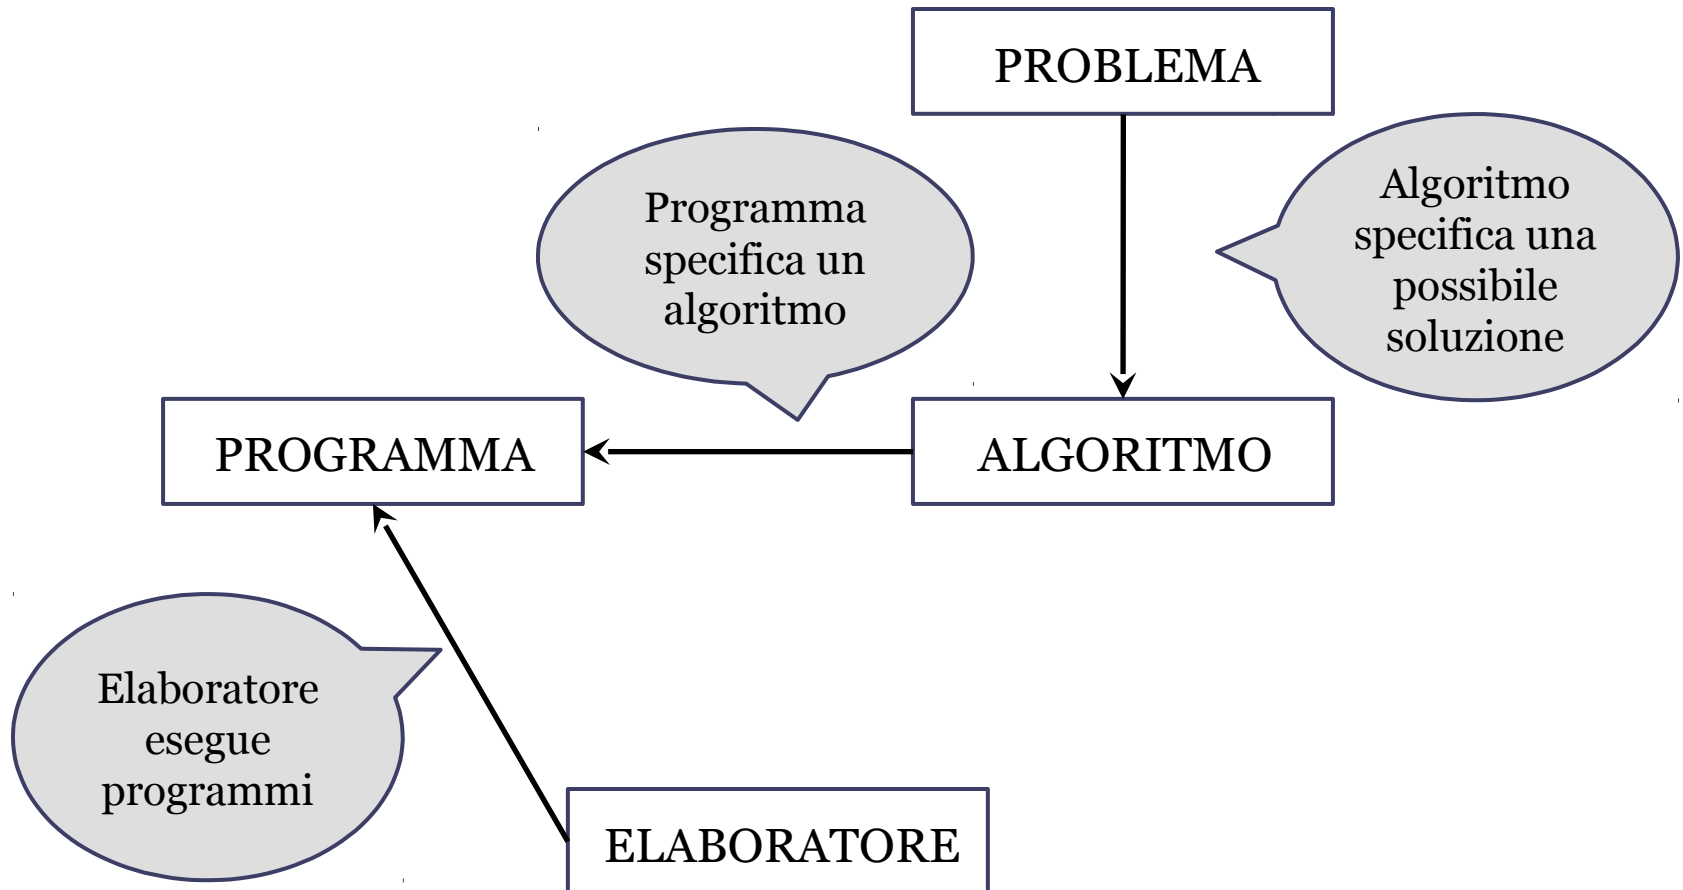 PROBLEMA
Programma
specifica un
algoritmo
Algoritmo
specifica una
possibile
soluzione
PROGRAMMA
ALGORITMO
Elaboratore
esegue
programmi
ELABORATORE